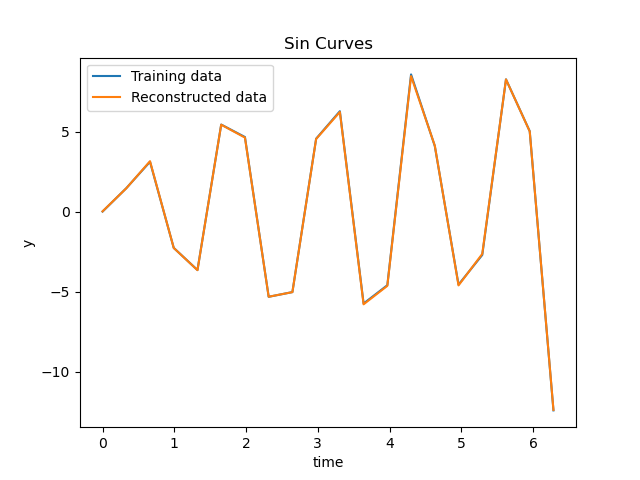 Sin Curves
Training data
Reconstructed data
5
0
−5
−10
y
0 1 2 3 4 5 6
time